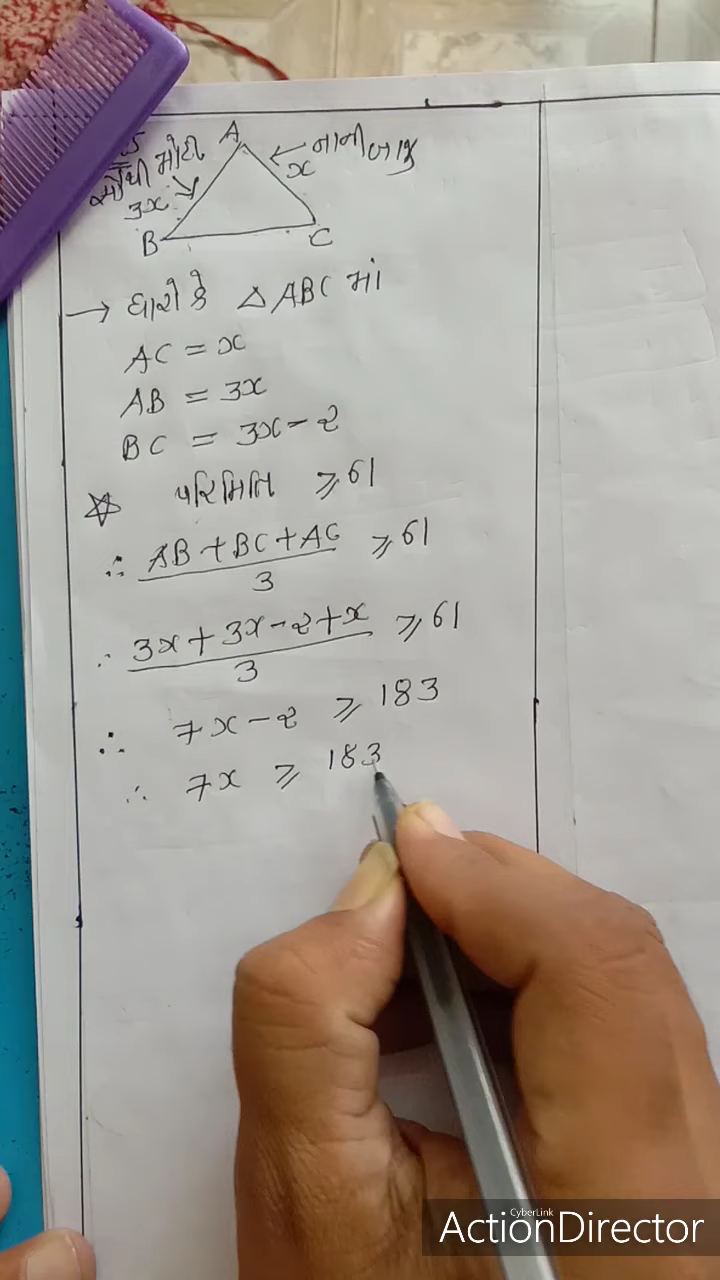 A
સૌથી મોટી
3x
← નાની બાજુ
x
B
C
→ ધારો કે △ABC માં
AC = x
AB = 3x
BC = 3x - 2
☆ પરિમિતિ ⩾ 61
∴ AB + BC + AC / 3 ⩾ 61
∴ 3x + 3x - 2 + x / 3 ⩾ 61
∴ 7x - 2 ⩾ 183
∴ 7x ⩾ 183
CyberLink
ActionDirector